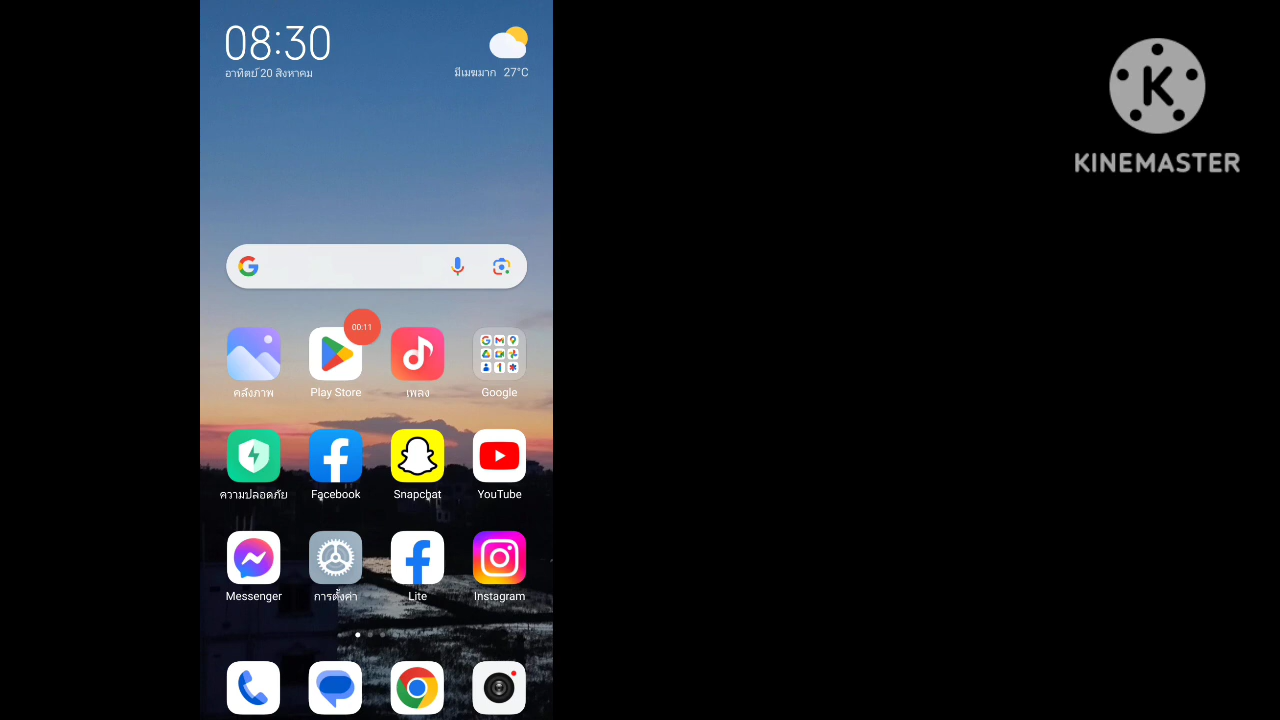 08:30
อาทิตย์ 20 สิงหาคม
มีเมฆมาก 27°C
KINEMASTER
00:11
คลังภาพ
Play Store
เพลง
Google
ความปลอดภัย
Facebook
Snapchat
YouTube
Messenger
การตั้งค่า
Lite
Instagram